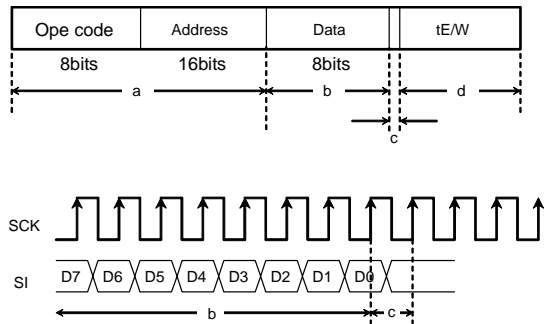 Ope code Address Data tE/W
8bits 16bits 8bits
a b d
c
SCK
SI D7 D6 D5 D4 D3 D2 D1 D0
b c